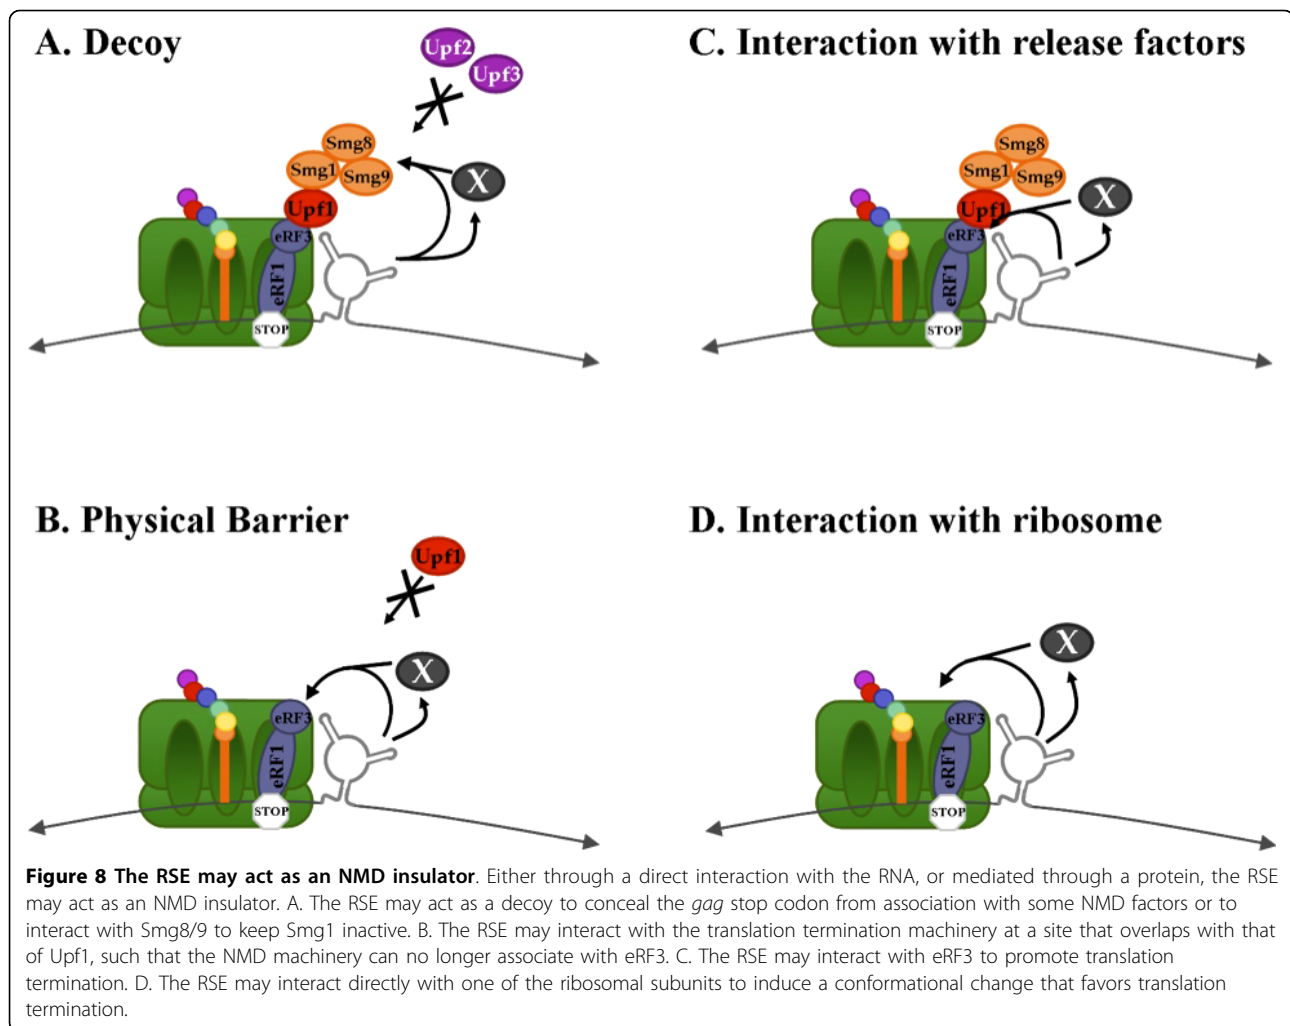 A. Decoy
Upf2
Upf3
Smg8
Smg1
Smg9
X
Upf1
eRF3
eRF1
STOP
C. Interaction with release factors
Smg8
Smg1
Smg9
X
Upf1
eRF3
eRF1
STOP
B. Physical Barrier
Upf1
X
eRF3
eRF1
STOP
D. Interaction with ribosome
X
eRF3
eRF1
STOP
Figure 8 The RSE may act as an NMD insulator. Either through a direct interaction with the RNA, or mediated through a protein, the RSE
may act as an NMD insulator. A. The RSE may act as a decoy to conceal the gag stop codon from association with some NMD factors or to
interact with Smg8/9 to keep Smg1 inactive. B. The RSE may interact with the translation termination machinery at a site that overlaps with that
of Upf1, such that the NMD machinery can no longer associate with eRF3. C. The RSE may interact with eRF3 to promote translation
termination. D. The RSE may interact directly with one of the ribosomal subunits to induce a conformational change that favors translation
termination.